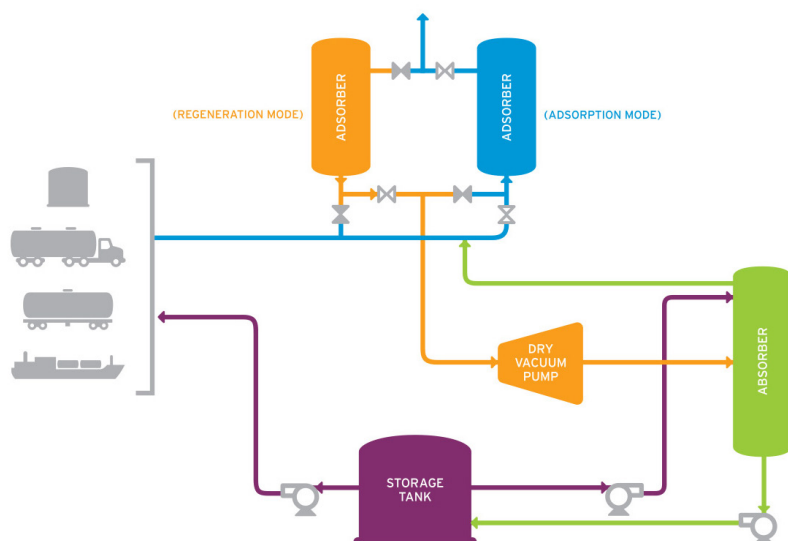 ADSORBER
ADSORBER
(REGENERATION MODE)
(ADSORPTION MODE)
DRY
VACUUM
PUMP
ABSORBER
STORAGE
TANK